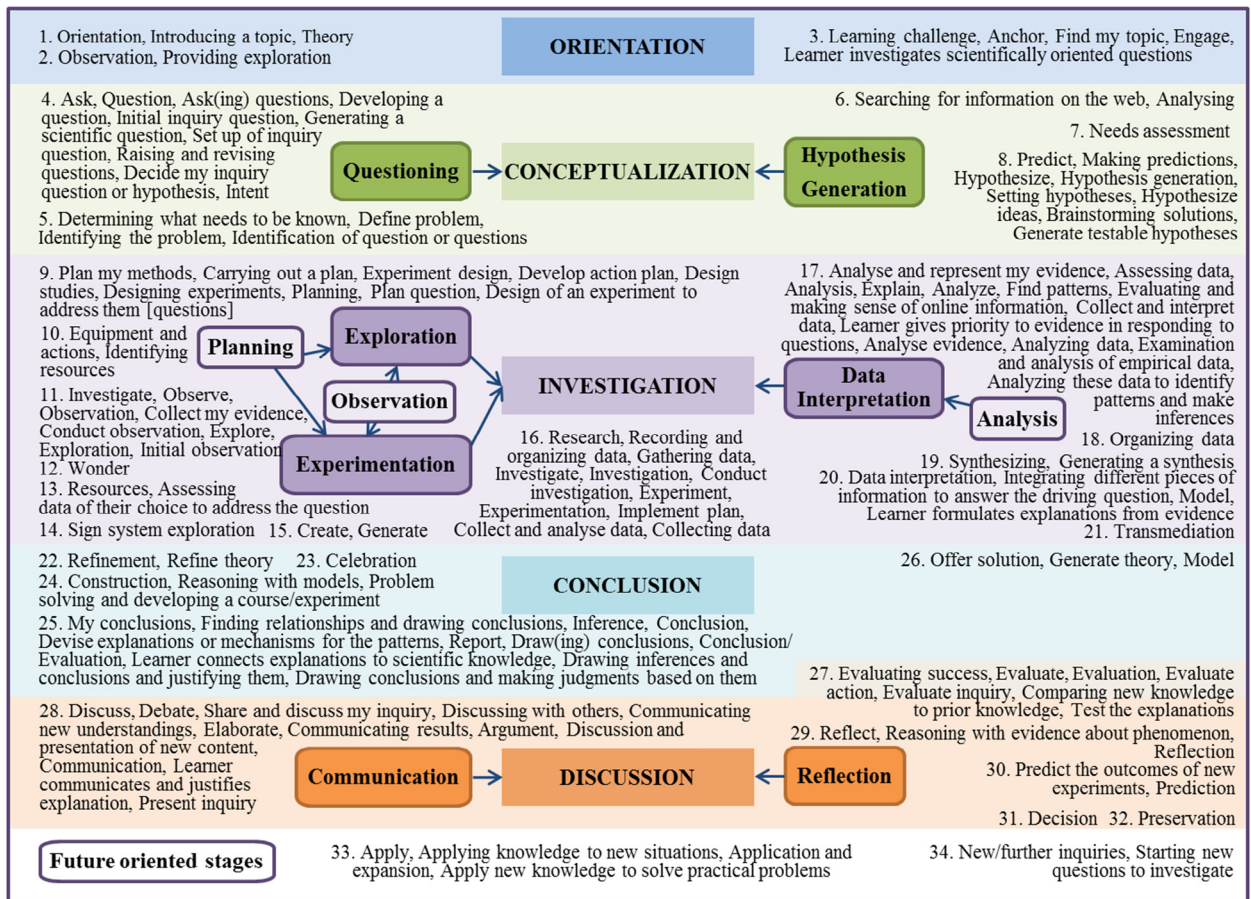 1. Orientation, Introducing a topic, Theory
2. Observation, Providing exploration
ORIENTATION
3. Learning challenge, Anchor, Find my topic, Engage,
Learner investigates scientifically oriented questions
4. Ask, Question, Ask(ing) questions, Developing a
question, Initial inquiry question, Generating a
scientific question, Set up of inquiry
question, Raising and revising
questions, Decide my inquiry
question or hypothesis, Intent
5. Determining what needs to be known, Define problem,
Identifying the problem, Identification of question or questions
Questioning
CONCEPTUALIZATION
Hypothesis
Generation
6. Searching for information on the web, Analysing
7. Needs assessment
8. Predict, Making predictions,
Hypothesize, Hypothesis generation,
Setting hypotheses, Hypothesize
ideas, Brainstorming solutions,
Generate testable hypotheses
9. Plan my methods, Carrying out a plan, Experiment design, Develop action plan, Design
studies, Designing experiments, Planning, Plan question, Design of an experiment to
address them [questions]
10. Equipment and
actions, Identifying
resources
11. Investigate, Observe,
Observation, Collect my evidence,
Conduct observation, Explore,
Exploration, Initial observation
12. Wonder
13. Resources, Assessing
data of their choice to address the question
14. Sign system exploration
15. Create, Generate
Planning
Exploration
Observation
Experimentation
INVESTIGATION
16. Research, Recording and
organizing data, Gathering data,
Investigate, Investigation, Conduct
investigation, Experiment,
Experimentation, Implement plan,
Collect and analyse data, Collecting data
Data
Interpretation
Analysis
17. Analyse and represent my evidence, Assessing data,
Analysis, Explain, Analyze, Find patterns, Evaluating and
making sense of online information, Collect and interpret
data, Learner gives priority to evidence in responding to
questions, Analyse evidence, Analyzing data, Examination
and analysis of empirical data,
Analyzing these data to identify
patterns and make
inferences
18. Organizing data
19. Synthesizing, Generating a synthesis
20. Data interpretation, Integrating different pieces of
information to answer the driving question, Model,
Learner formulates explanations from evidence
21. Transmediation
22. Refinement, Refine theory
23. Celebration
24. Construction, Reasoning with models, Problem
solving and developing a course/experiment
25. My conclusions, Finding relationships and drawing conclusions, Inference, Conclusion,
Devise explanations or mechanisms for the patterns, Report, Draw(ing) conclusions, Conclusion/
Evaluation, Learner connects explanations to scientific knowledge, Drawing inferences and
conclusions and justifying them, Drawing conclusions and making judgments based on them
CONCLUSION
26. Offer solution, Generate theory, Model
27. Evaluating success, Evaluate, Evaluation, Evaluate
action, Evaluate inquiry, Comparing new knowledge
to prior knowledge, Test the explanations
28. Discuss, Debate, Share and discuss my inquiry, Discussing with others, Communicating
new understandings, Elaborate, Communicating results, Argument, Discussion and
presentation of new content,
Communication, Learner
communicates and justifies
explanation, Present inquiry
Communication
DISCUSSION
Reflection
29. Reflect, Reasoning with evidence about phenomenon,
Reflection
30. Predict the outcomes of new
experiments, Prediction
31. Decision
32. Preservation
Future oriented stages
33. Apply, Applying knowledge to new situations, Application and
expansion, Apply new knowledge to solve practical problems
34. New/further inquiries, Starting new
questions to investigate